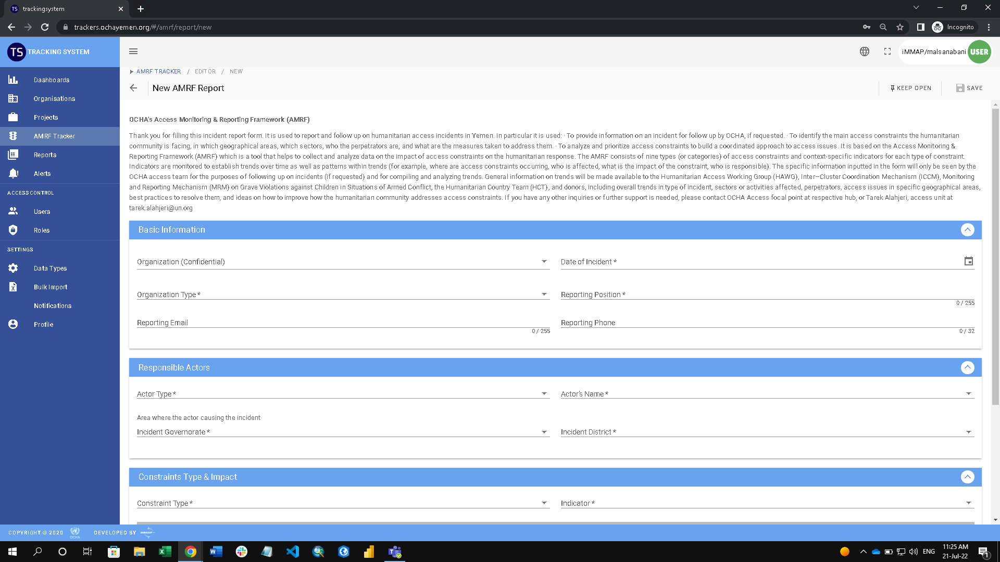 TS trackingsystem
trackers.ochayemen.org/#/amrf/report/new
Incognito
TS TRACKING SYSTEM
iMMAP/malsanabani USER
Dashboards
Organisations
Projects
AMRF Tracker
Reports
Alerts
ACCESS CONTROL
Users
Roles
SETTINGS
Data Types
Bulk Import
Notifications
Profile
AMRF TRACKER / EDITOR / NEW
New AMRF Report
KEEP OPEN
SAVE
OCHA's Access Monitoring & Reporting Framework (AMRF)
Thank you for filling this incident report form. It is used to report and follow up on humanitarian access incidents in Yemen. In particular it is used: · To provide information on an incident for follow up by OCHA, if requested. · To identify the main access constraints the humanitarian
community is facing, in which geographical areas, which sectors, who the perpetrators are, and what are the measures taken to address them. · To analyze and prioritize access constraints to build a coordinated approach to access issues. It is based on the Access Monitoring &
Reporting Framework (AMRF) which is a tool that helps to collect and analyze data on the impact of access constraints on the humanitarian response. The AMRF consists of nine types (or categories) of access constraints and context-specific indicators for each type of constraint.
Indicators are monitored to establish trends over time as well as patterns within trends (for example, where are access constraints occurring, who is affected, what is the impact of the constraint, who is responsible). The specific information inputted in the form will only be seen by the
OCHA access team for the purposes of following up on incidents (if requested) and for compiling and analyzing trends. General information on trends will be made available to the Humanitarian Access Working Group (HAWG), Inter–Cluster Coordination Mechanism (ICCM), Monitoring
and Reporting Mechanism (MRM) on Grave Violations against Children in Situations of Armed Conflict, the Humanitarian Country Team (HCT), and donors, including overall trends in type of incident, sectors or activities affected, perpetrators, access issues in specific geographical areas,
best practices to resolve them, and ideas on how to improve how the humanitarian community addresses access constraints. If you have any other inquiries or further support is needed, please contact OCHA Access focal point at respective hub, or Tarek Alahjeri, access unit at
tarek.alahjeri@un.org
Basic Information
Organization (Confidential)
Date of Incident *
Organization Type *
Reporting Position *
0 / 255
Reporting Email
Reporting Phone
0 / 255
0 / 32
Responsible Actors
Actor Type *
Actor's Name *
Area where the actor causing the incident
Incident Governorate *
Incident District *
Constraints Type & Impact
Constraint Type *
Indicator *
COPYRIGHT © 2020 OCHA DEVELOPED BY iMMAP
ENG
11:25 AM
21-Jul-22
1